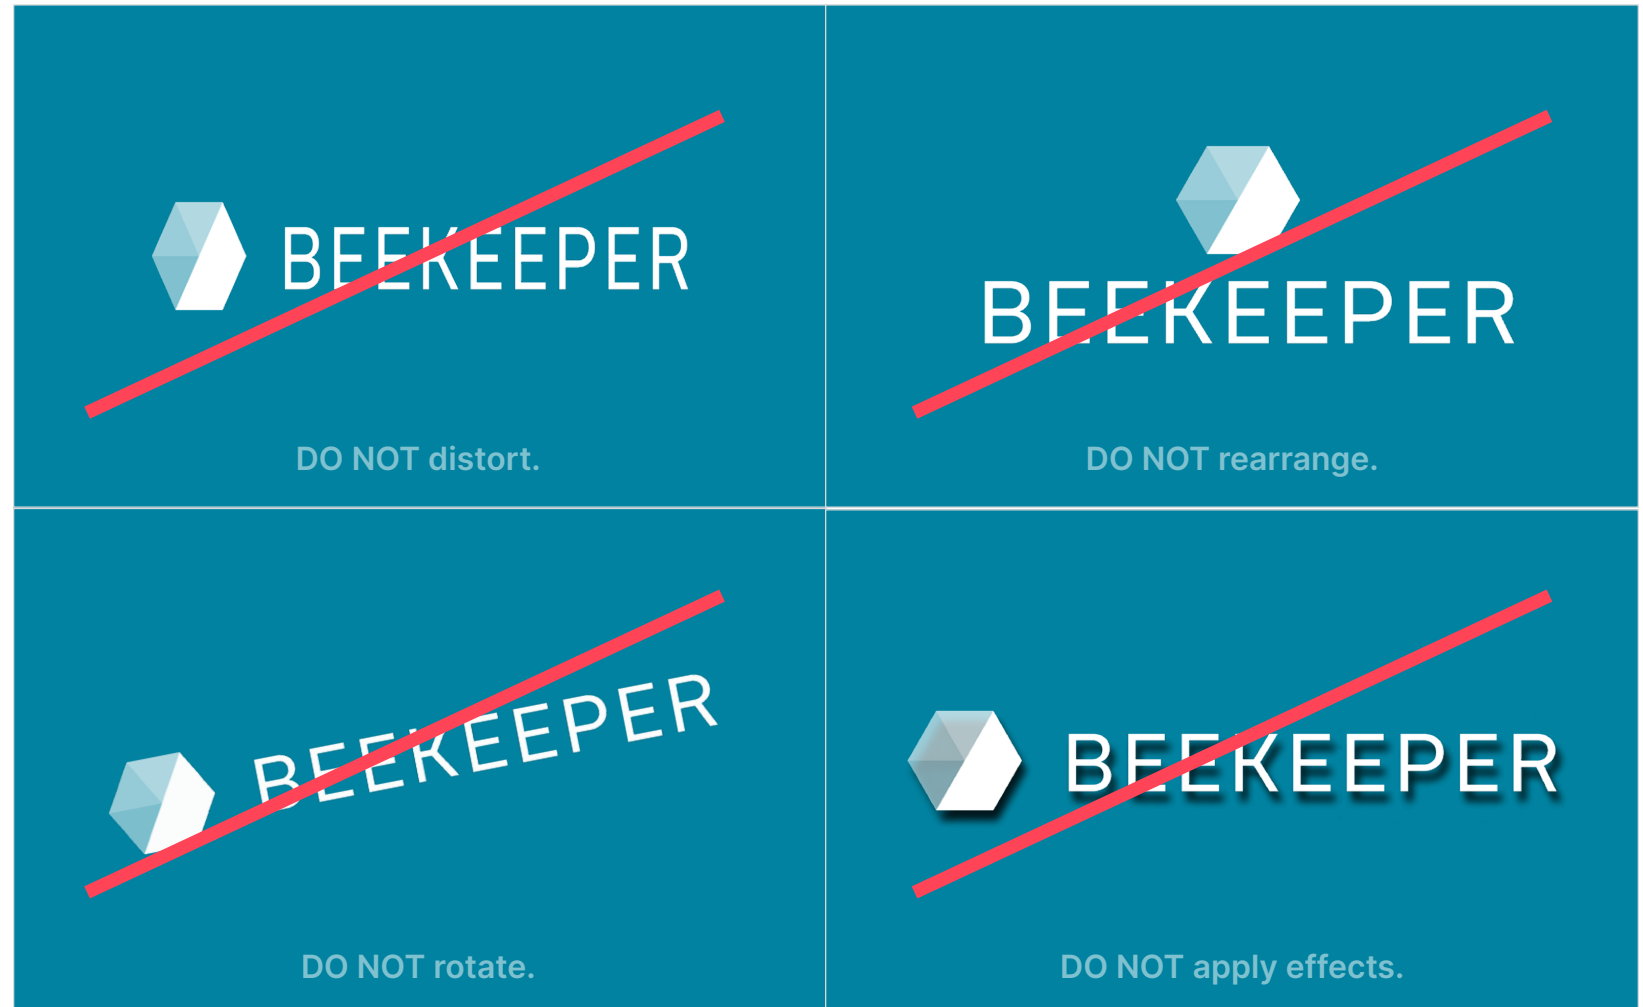 BEEKEEPER
DO NOT distort.
BEEKEEPER
DO NOT rearrange.
BEEKEEPER
DO NOT rotate.
BEEKEEPER
DO NOT apply effects.